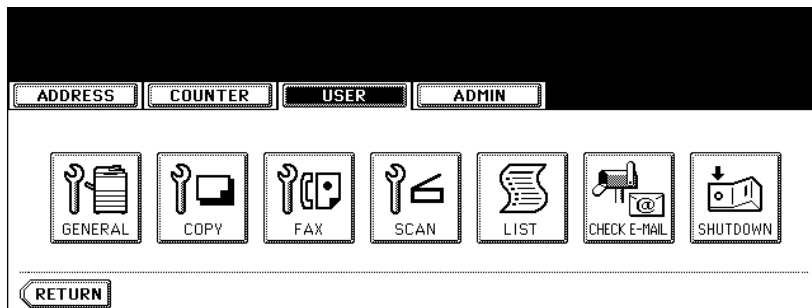 ADDRESS COUNTER USER ADMIN
GENERAL COPY FAX SCAN LIST CHECK E-MAIL SHUTDOWN
RETURN